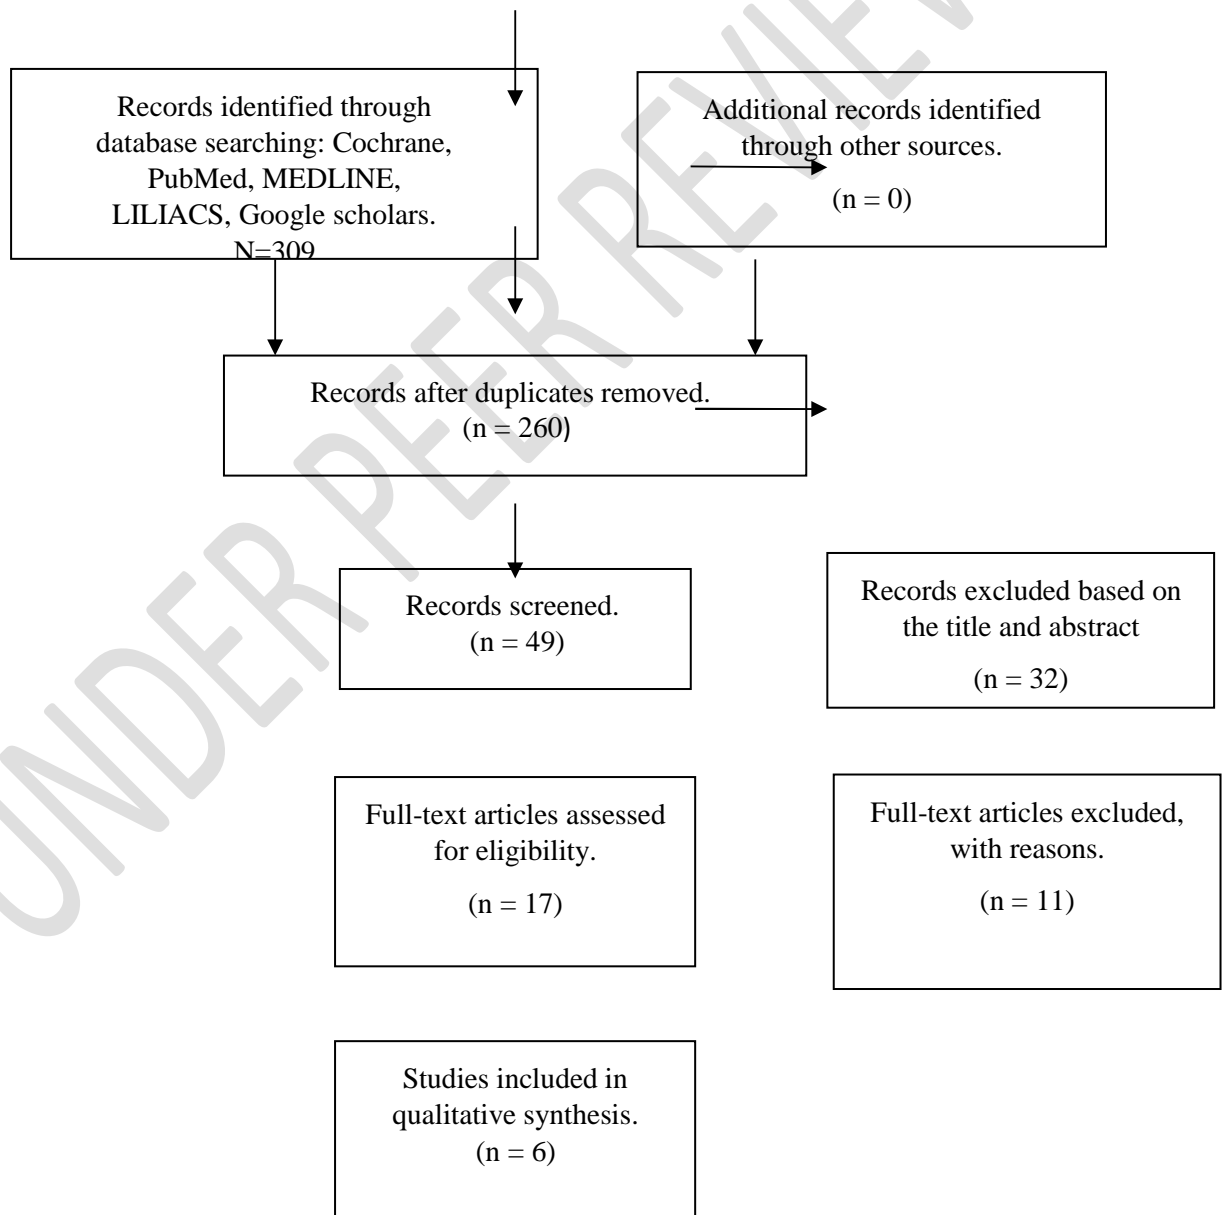 Records identified through
database searching: Cochrane,
PubMed, MEDLINE,
LILIACS, Google scholars.
N=309
Additional records identified
through other sources.
(n = 0)
Records after duplicates removed.
(n = 260)
Records screened.
(n = 49)
Records excluded based on
the title and abstract
(n = 32)
Full-text articles assessed
for eligibility.
(n = 17)
Full-text articles excluded,
with reasons.
(n = 11)
Studies included in
qualitative synthesis.
(n = 6)
UNDER PEER REVIEW